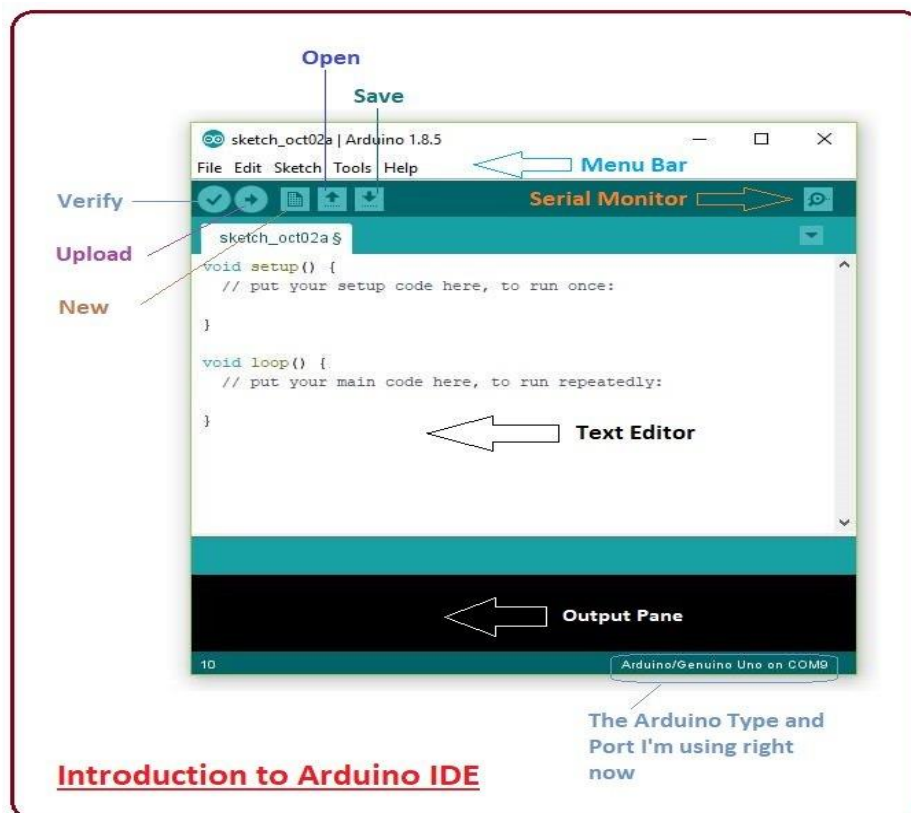 Open
Save
sketch_oct02a | Arduino 1.8.5
File Edit Sketch Tools Help
Menu Bar
Verify
Serial Monitor
Upload
sketch_oct02a §
New
void setup() {
// put your setup code here, to run once:
}
void loop() {
// put your main code here, to run repeatedly:
}
Text Editor
Output Pane
10
Arduino/Genuino Uno on COM9
The Arduino Type and
Port I'm using right
now
Introduction to Arduino IDE